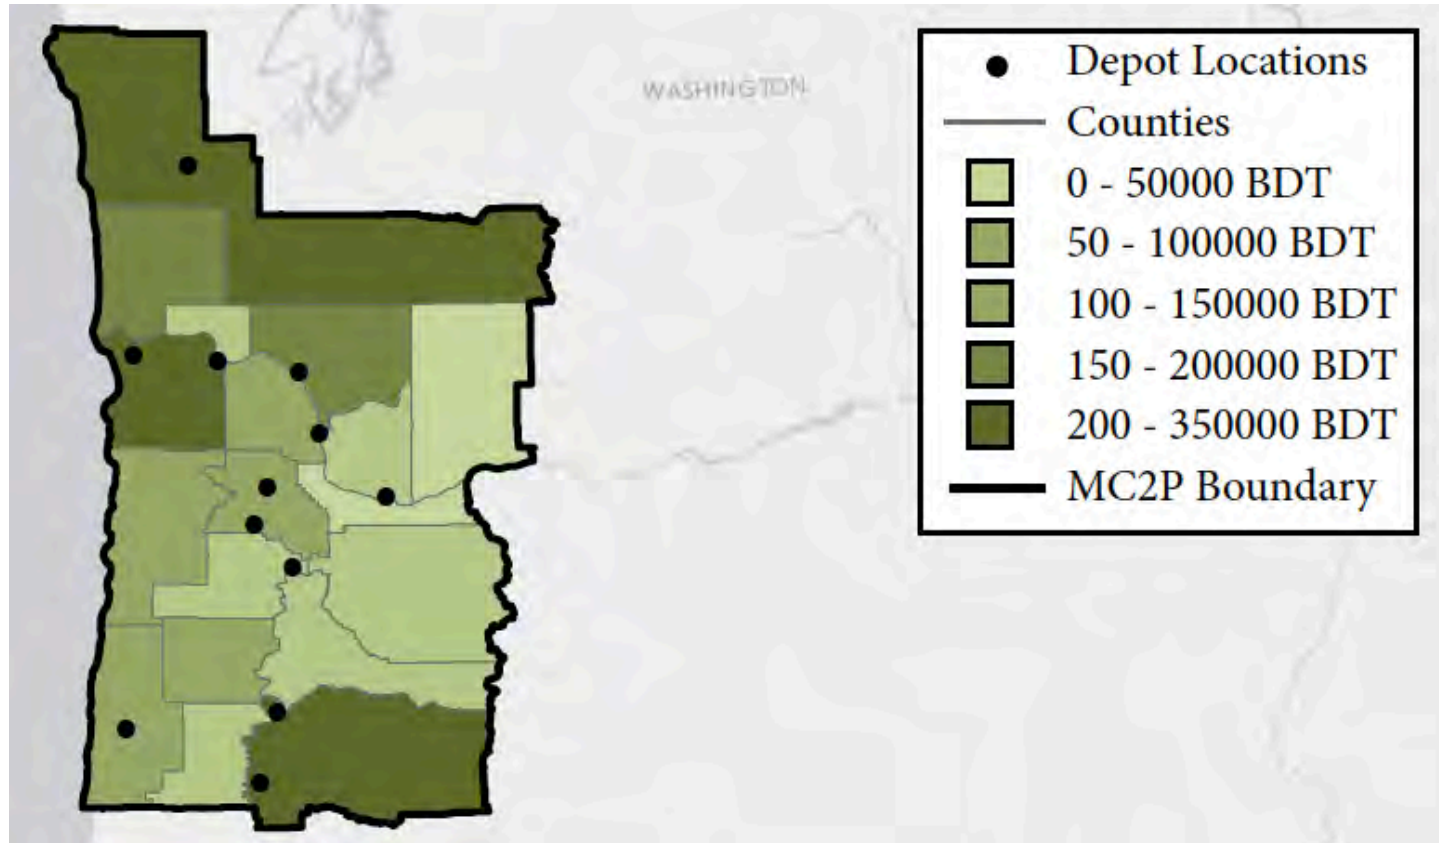 WASHINGTON
Depot Locations
Counties
0 - 50000 BDT
50 - 100000 BDT
100 - 150000 BDT
150 - 200000 BDT
200 - 350000 BDT
MC2P Boundary